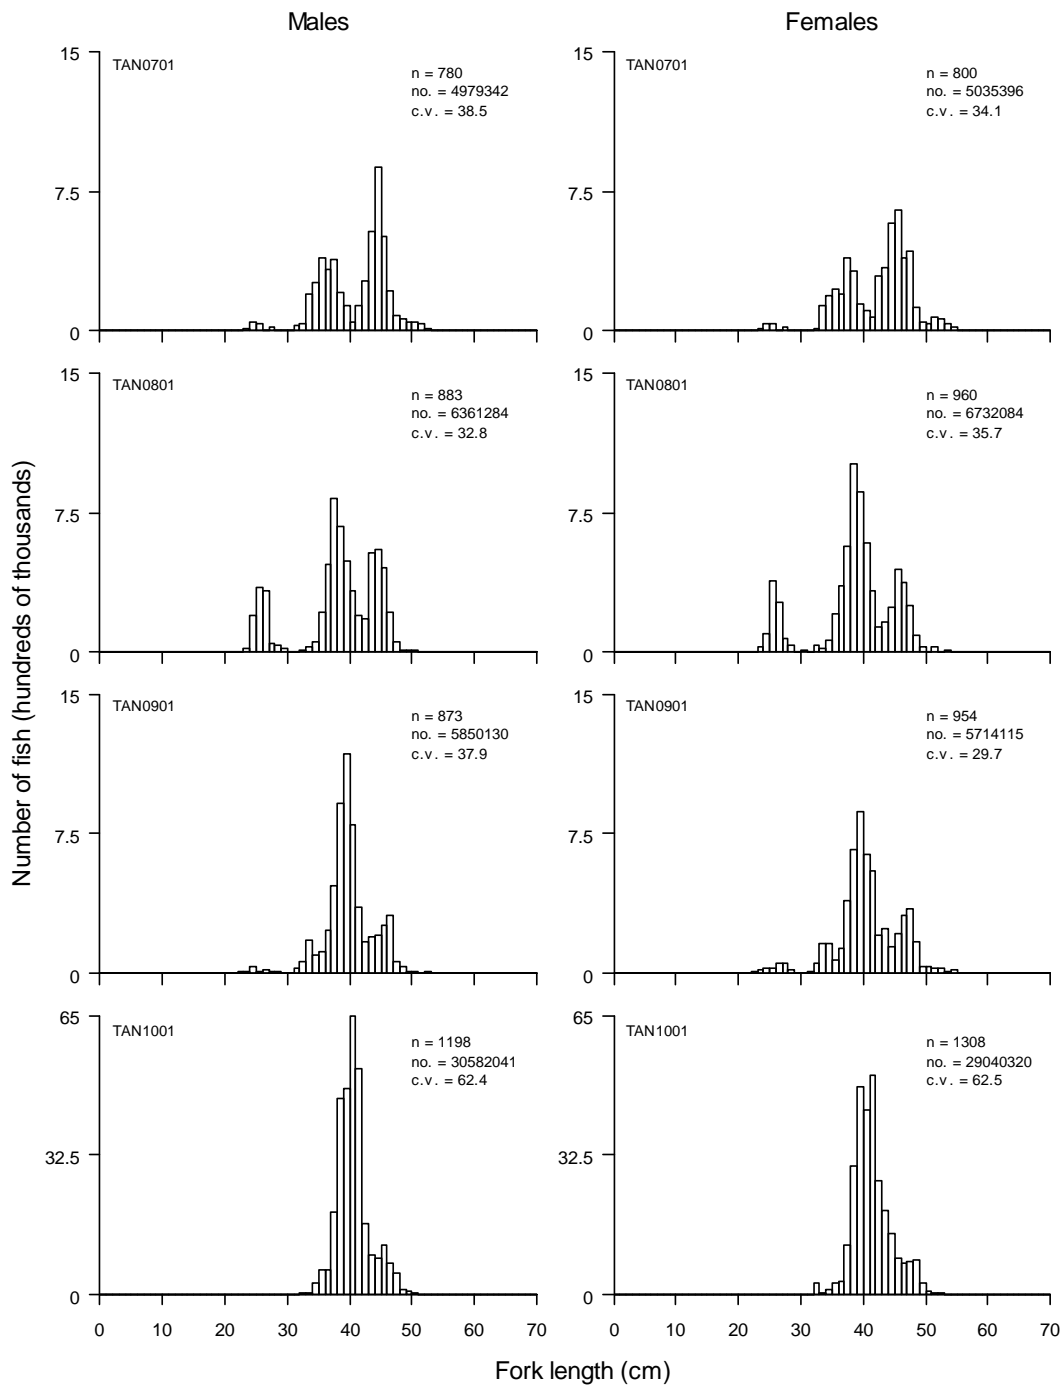 Males
Females
15
TAN0701
n = 780
no. = 4979342
c.v. = 38.5
7.5
0
15
TAN0701
n = 800
no. = 5035396
c.v. = 34.1
7.5
0
15
TAN0801
n = 883
no. = 6361284
c.v. = 32.8
7.5
0
15
TAN0801
n = 960
no. = 6732084
c.v. = 35.7
7.5
0
15
TAN0901
n = 873
no. = 5850130
c.v. = 37.9
7.5
0
15
TAN0901
n = 954
no. = 5714115
c.v. = 29.7
7.5
0
65
TAN1001
n = 1198
no. = 30582041
c.v. = 62.4
32.5
0
65
TAN1001
n = 1308
no. = 29040320
c.v. = 62.5
32.5
0
0 10 20 30 40 50 60 70
0 10 20 30 40 50 60 70
Number of fish (hundreds of thousands)
Fork length (cm)